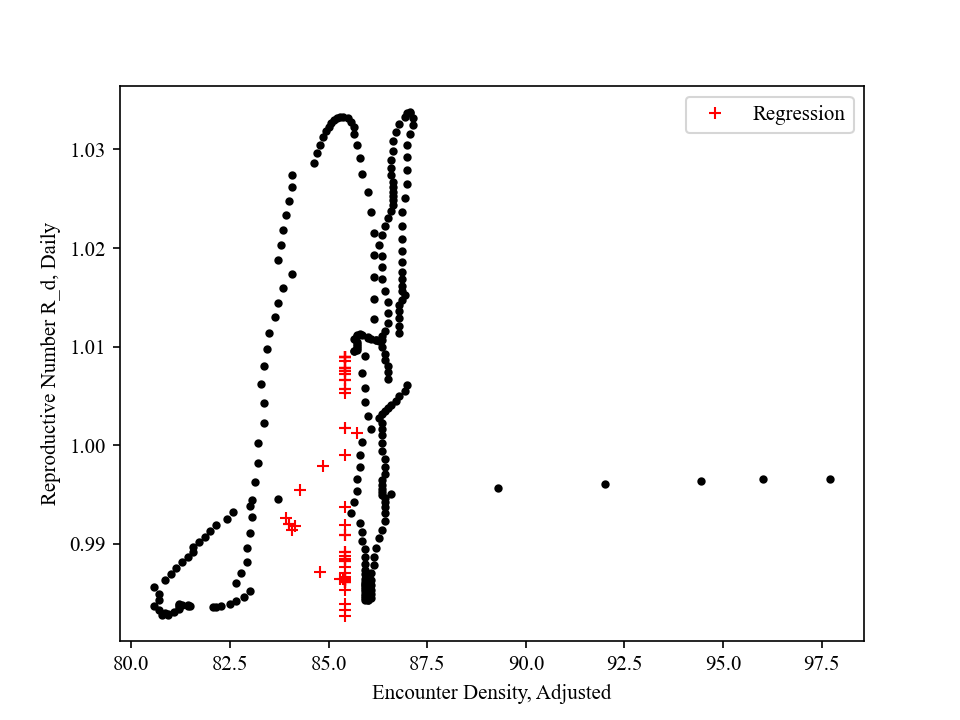 Regression
1.03
1.02
1.01
1.00
0.99
Reproductive Number R_d, Daily
80.0 82.5 85.0 87.5 90.0 92.5 95.0 97.5
Encounter Density, Adjusted